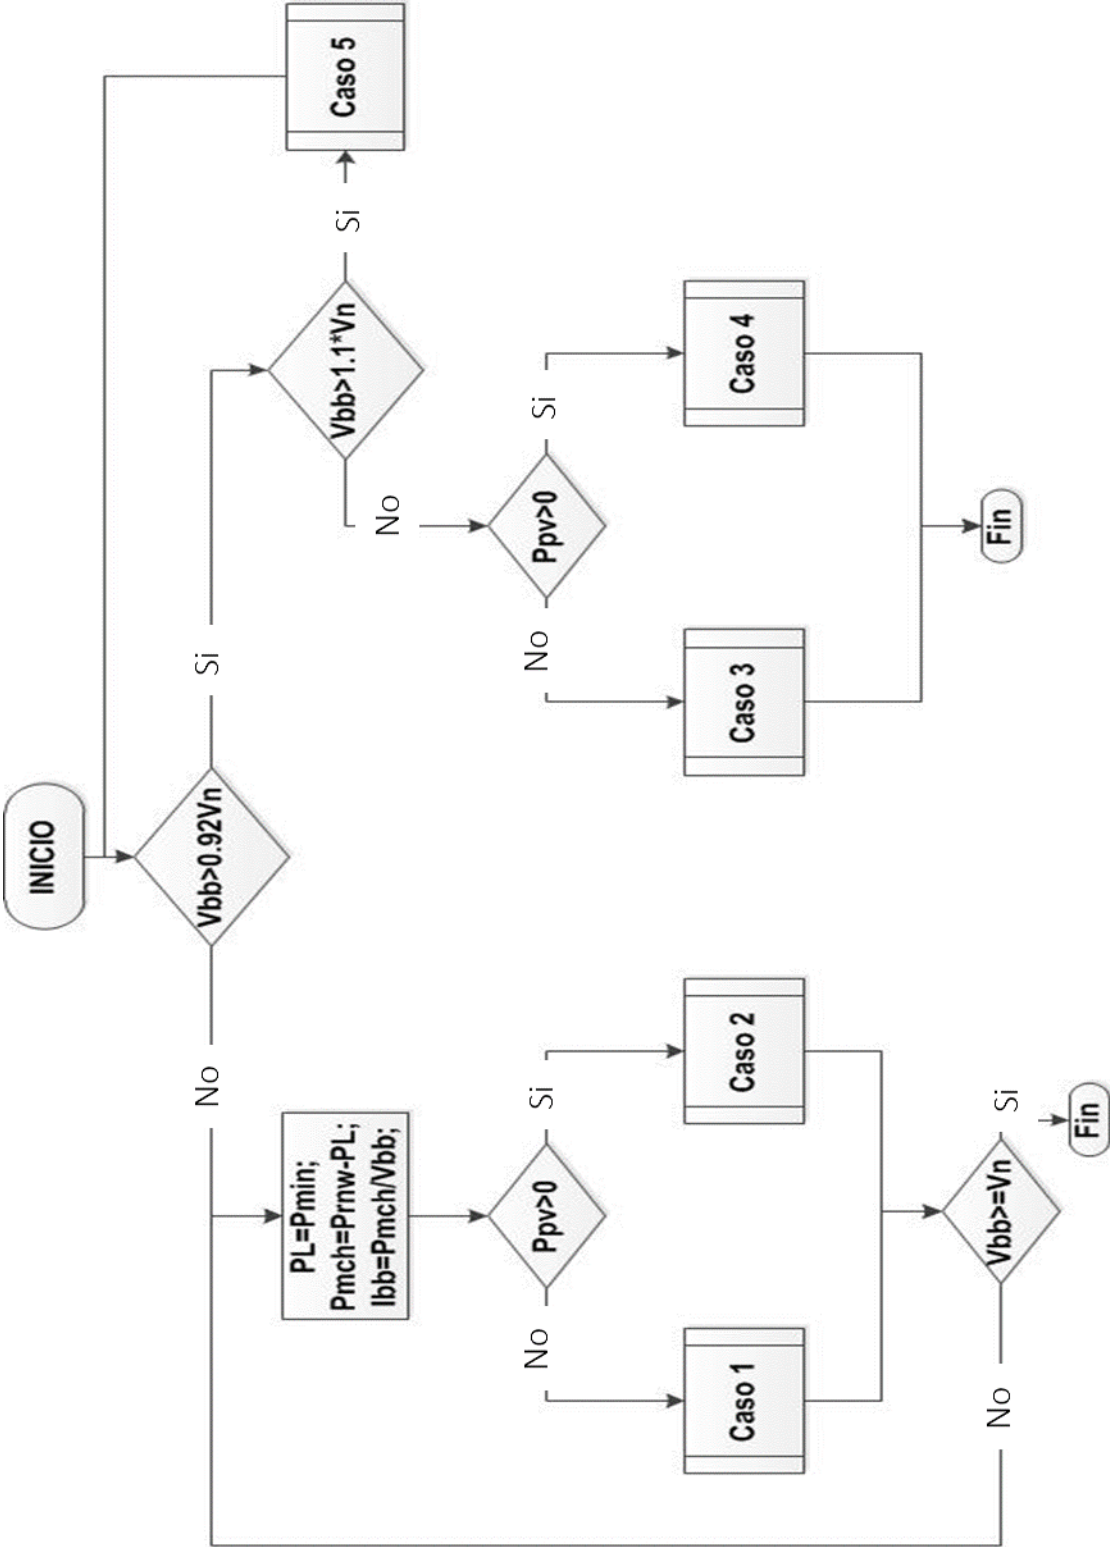 INICIO
Vbb>0.92Vn
No
Si
PL=Pmin;
Pmch=Prnw-PL;
Ibb=Pmch/Vbb;
Vbb>1.1*Vn
Si
Caso 5
No
Ppv>0
No
Si
Ppv>0
No
Si
Caso 1
Caso 2
Caso 3
Caso 4
Vbb>=Vn
No
Si
Fin
Fin